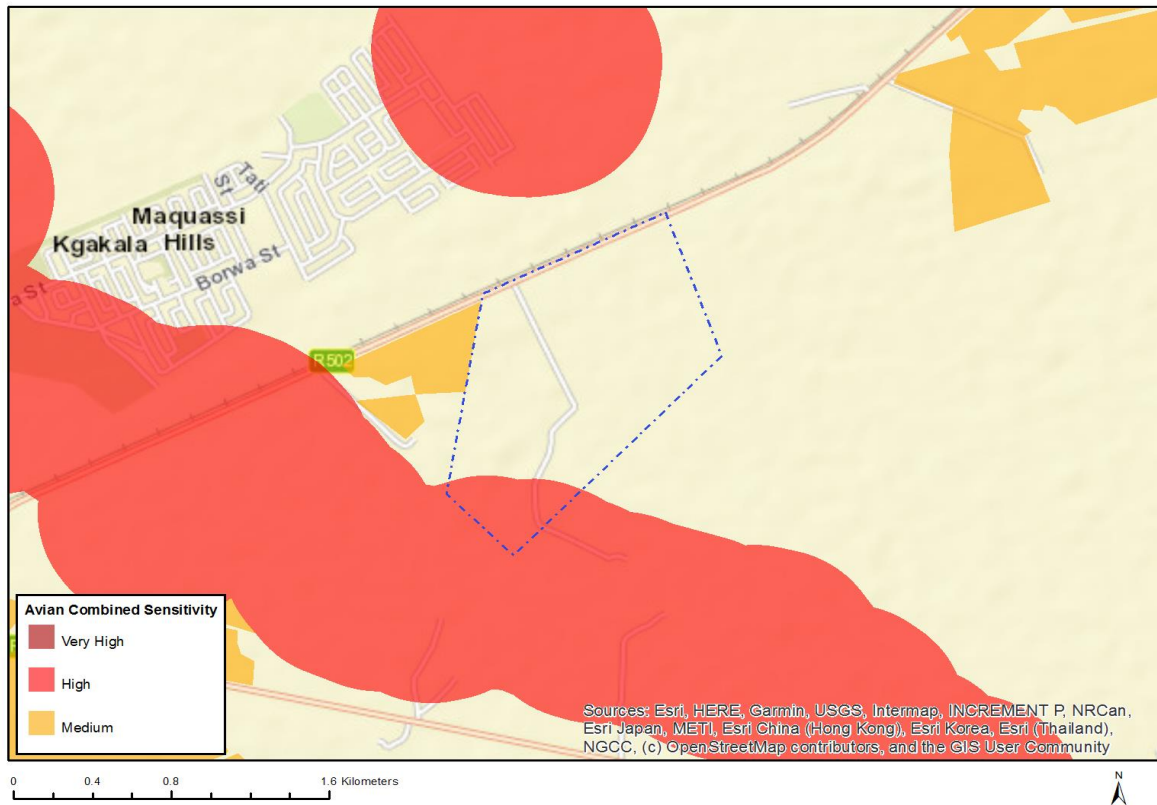 Tati
St
Maquassi
Kgakala Hills
Borwa St
a St
R502
Avian Combined Sensitivity
Very High
High
Medium
Sources: Esri, HERE, Garmin, USGS, Intermap, INCREMENT P, NRCan,
Esri Japan, METI, Esri China (Hong Kong), Esri Korea, Esri (Thailand),
NGCC, (c) OpenStreetMap contributors, and the GIS User Community
0 0.4 0.8 1.6 Kilometers
N